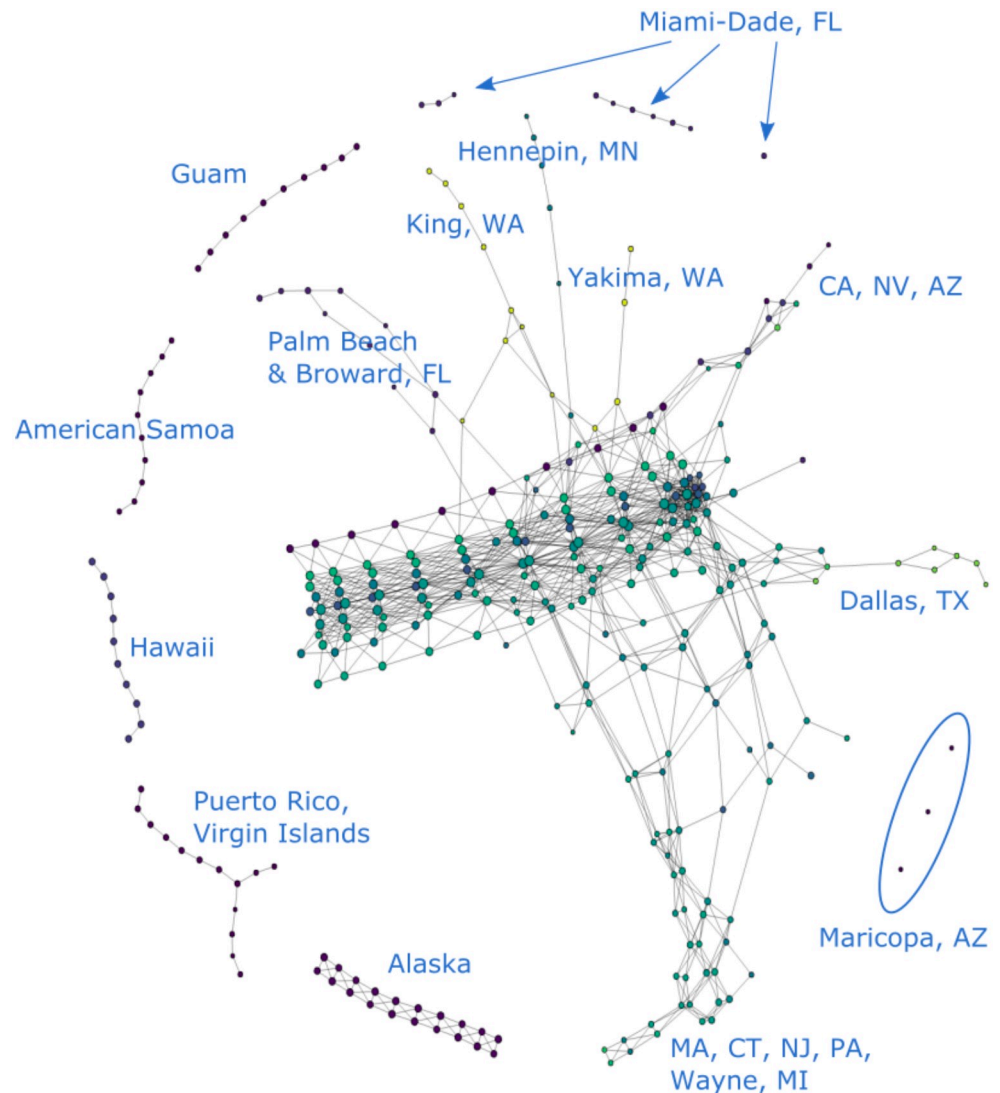 Miami-Dade, FL
Hennepin, MN
Guam
King, WA
Yakima, WA
CA, NV, AZ
Palm Beach
& Broward, FL
American Samoa
Dallas, TX
Hawaii
Puerto Rico,
Virgin Islands
Maricopa, AZ
Alaska
MA, CT, NJ, PA,
Wayne, MI